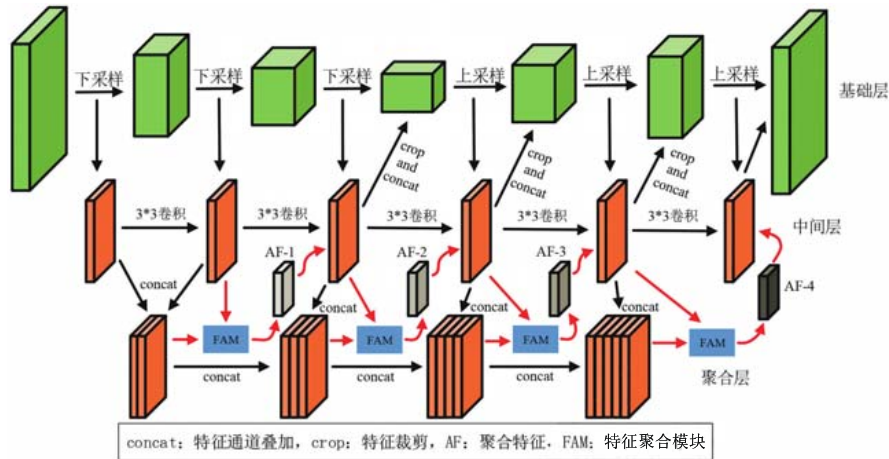 下采样 下采样 下采样 上采样 上采样 上采样
基础层
crop and concat
crop and concat
crop and concat
3*3卷积 3*3卷积 3*3卷积 3*3卷积 3*3卷积
中间层
AF-1 AF-2 AF-3 AF-4
concat concat concat concat
FAM FAM FAM FAM
concat concat concat
聚合层
concat: 特征通道叠加, crop: 特征裁剪, AF: 聚合特征, FAM: 特征聚合模块